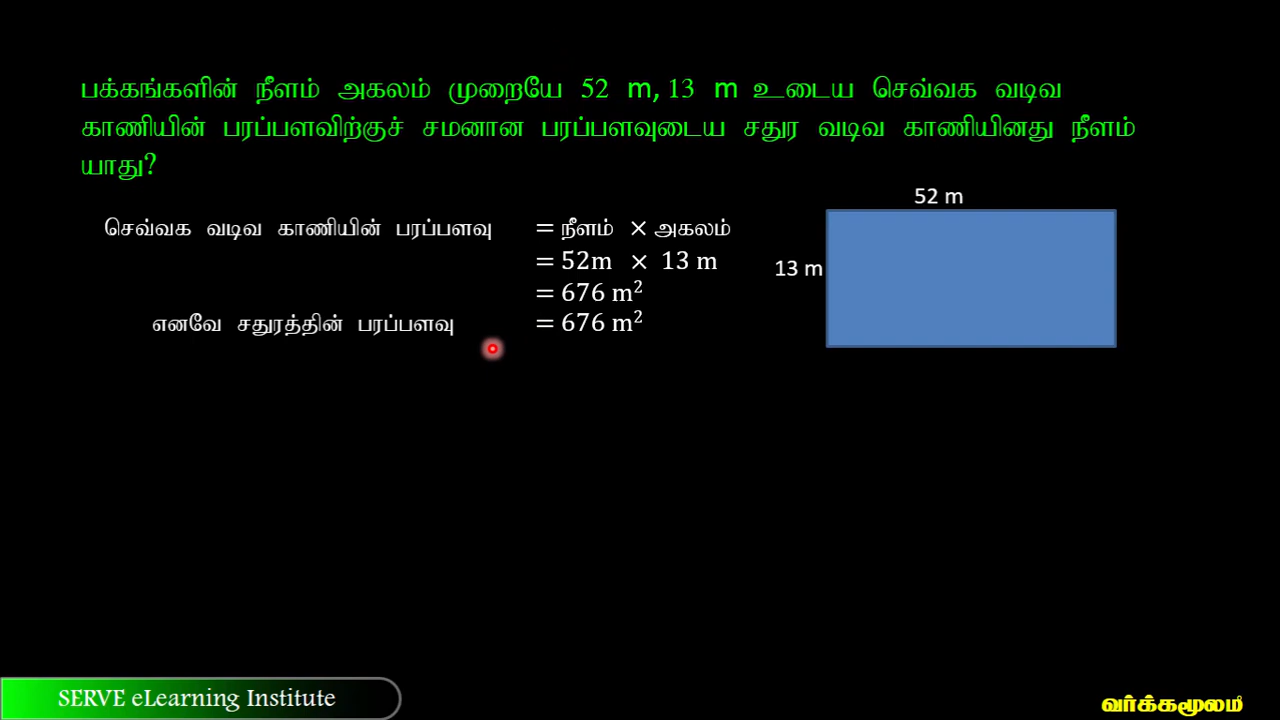 பக்கங்களின் நீளம் அகலம் முறையே 52 m, 13 m உடைய செவ்வக வடிவ
காணியின் பரப்பளவிற்குச் சமனான பரப்பளவுடைய சதுர வடிவ காணியினது நீளம்
யாது?
52 m
செவ்வக வடிவ காணியின் பரப்பளவு = நீளம் × அகலம்
= 52m × 13 m
13 m
= 676 m²
எனவே சதுரத்தின் பரப்பளவு = 676 m²
SERVE eLearning Institute
வர்க்கமூலம்